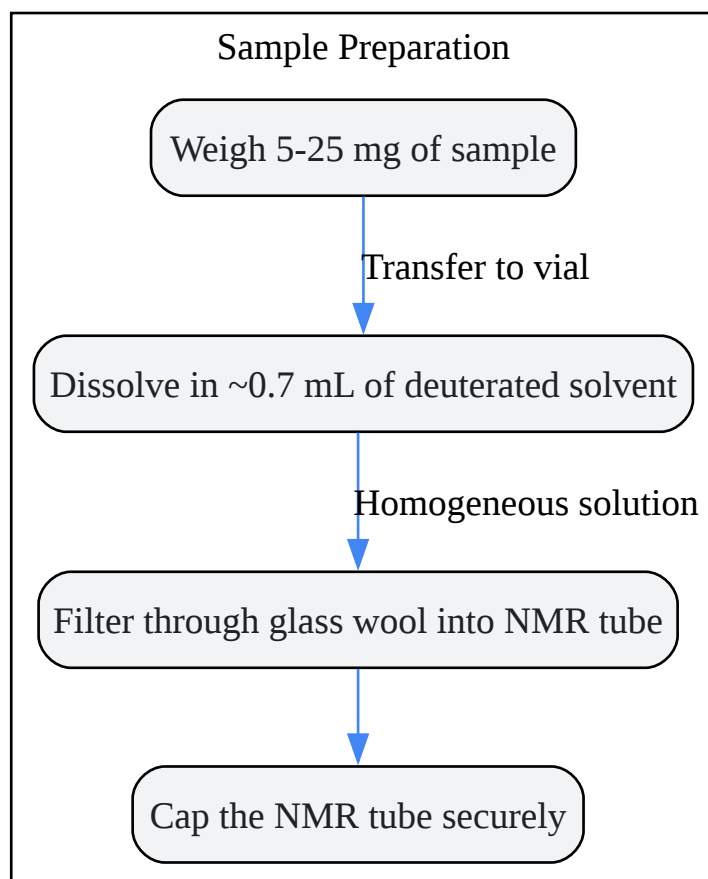 Sample Preparation
Weigh 5-25 mg of sample
Transfer to vial
Dissolve in ~0.7 mL of deuterated solvent
Homogeneous solution
Filter through glass wool into NMR tube
Cap the NMR tube securely